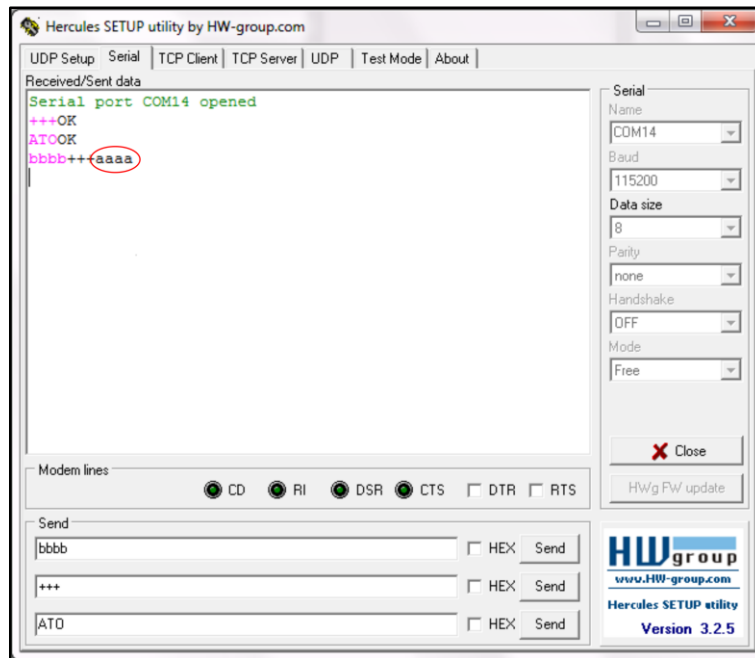 Hercules SETUP utility by HW-group.com
UDP Setup Serial TCP Client TCP Server UDP Test Mode About
Received/Sent data
Serial port COM14 opened
+++OK
ATOOK
bbbb+++aaaa
Serial
Name
COM14
Baud
115200
Data size
8
Parity
none
Handshake
OFF
Mode
Free
Close
HWg FW update
Modem lines
CD RI DSR CTS DTR RTS
Send
bbbb HEX Send
+++ HEX Send
ATO HEX Send
HW group
www.HW-group.com
Hercules SETUP utility
Version 3.2.5